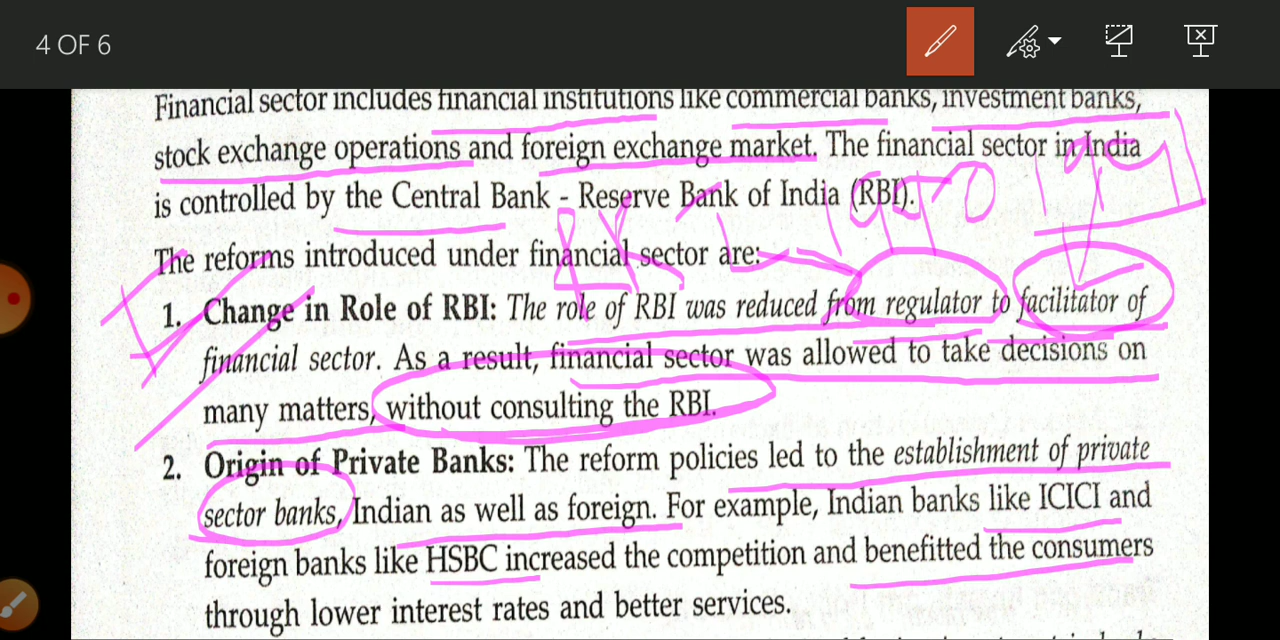 4 OF 6
Financial sector includes financial institutions like commercial banks, investment banks,
stock exchange operations and foreign exchange market. The financial sector in India
is controlled by the Central Bank - Reserve Bank of India (RBI).
1990 1991
The reforms introduced under financial sector are:
1. Change in Role of RBI: The role of RBI was reduced from regulator to facilitator of
financial sector. As a result, financial sector was allowed to take decisions on
many matters, without consulting the RBI.
2. Origin of Private Banks: The reform policies led to the establishment of private
sector banks, Indian as well as foreign. For example, Indian banks like ICICI and
foreign banks like HSBC increased the competition and benefitted the consumers
through lower interest rates and better services.